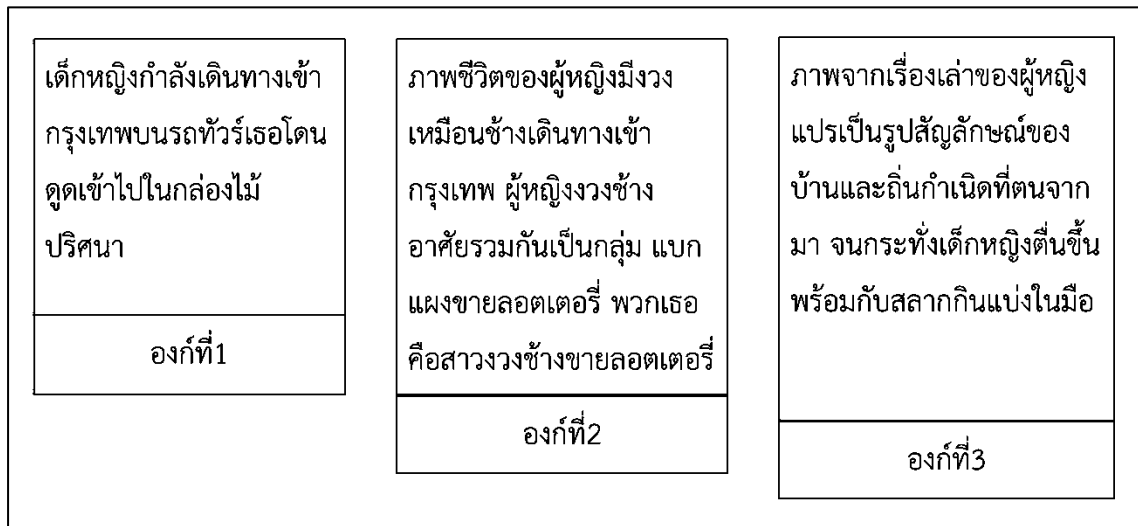 เด็กหญิงกำลังเดินทางเข้า
กรุงเทพบนรถทัวร์เธอโดน
ดูดเข้าไปในกล่องไม้
ปริศนา
องก์ที่1
ภาพชีวิตของผู้หญิงมีงวง
เหมือนช้างเดินทางเข้า
กรุงเทพ ผู้หญิงงวงช้าง
อาศัยรวมกันเป็นกลุ่ม แบก
แผงขายลอตเตอรี่ พวกเธอ
คือสาวงวงช้างขายลอตเตอรี่
องก์ที่2
ภาพจากเรื่องเล่าของผู้หญิง
แปรเป็นรูปสัญลักษณ์ของ
บ้านและถิ่นกำเนิดที่ตนจาก
มา จนกระทั่งเด็กหญิงตื่นขึ้น
พร้อมกับสลากกินแบ่งในมือ
องก์ที่3